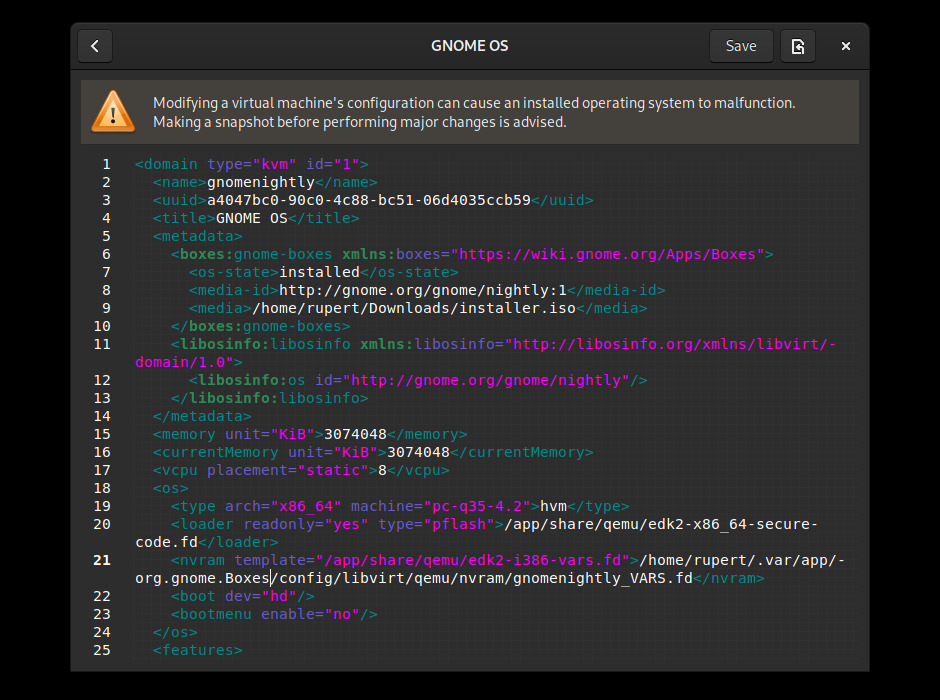 GNOME OS
Save
Modifying a virtual machine's configuration can cause an installed operating system to malfunction.
Making a snapshot before performing major changes is advised.
1 <domain type="kvm" id="1">
2 <name>gnomenightly</name>
3 <uuid>a4047bc0-90c0-4c88-bc51-06d4035ccb59</uuid>
4 <title>GNOME OS</title>
5 <metadata>
6 <boxes:gnome-boxes xmlns:boxes="https://wiki.gnome.org/Apps/Boxes">
7 <os-state>installed</os-state>
8 <media-id>http://gnome.org/gnome/nightly:1</media-id>
9 <media>/home/rupert/Downloads/installer.iso</media>
10 </boxes:gnome-boxes>
11 <libosinfo:libosinfo xmlns:libosinfo="http://libosinfo.org/xmlns/libvirt/-
domain/1.0">
12 <libosinfo:os id="http://gnome.org/gnome/nightly"/>
13 </libosinfo:libosinfo>
14 </metadata>
15 <memory unit="KiB">3074048</memory>
16 <currentMemory unit="KiB">3074048</currentMemory>
17 <vcpu placement="static">8</vcpu>
18 <os>
19 <type arch="x86_64" machine="pc-q35-4.2">hvm</type>
20 <loader readonly="yes" type="pflash">/app/share/qemu/edk2-x86_64-secure-
code.fd</loader>
21 <nvram template="/app/share/qemu/edk2-i386-vars.fd">/home/rupert/.var/app/-
org.gnome.Boxes/config/libvirt/qemu/nvram/gnomenightly_VARS.fd</nvram>
22 <boot dev="hd"/>
23 <bootmenu enable="no"/>
24 </os>
25 <features>